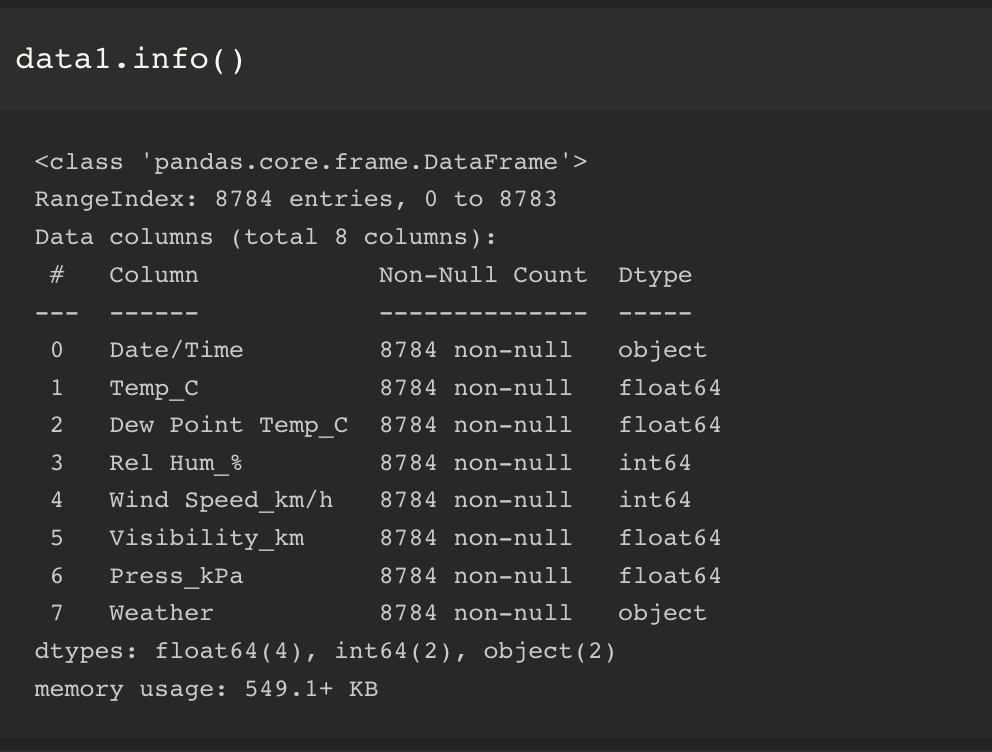 data1.info()
<class 'pandas.core.frame.DataFrame'>
RangeIndex: 8784 entries, 0 to 8783
Data columns (total 8 columns):
 #   Column            Non-Null Count  Dtype
---  ------            --------------  -----
 0   Date/Time         8784 non-null   object
 1   Temp_C            8784 non-null   float64
 2   Dew Point Temp_C  8784 non-null   float64
 3   Rel Hum_%         8784 non-null   int64
 4   Wind Speed_km/h   8784 non-null   int64
 5   Visibility_km     8784 non-null   float64
 6   Press_kPa         8784 non-null   float64
 7   Weather           8784 non-null   object
dtypes: float64(4), int64(2), object(2)
memory usage: 549.1+ KB